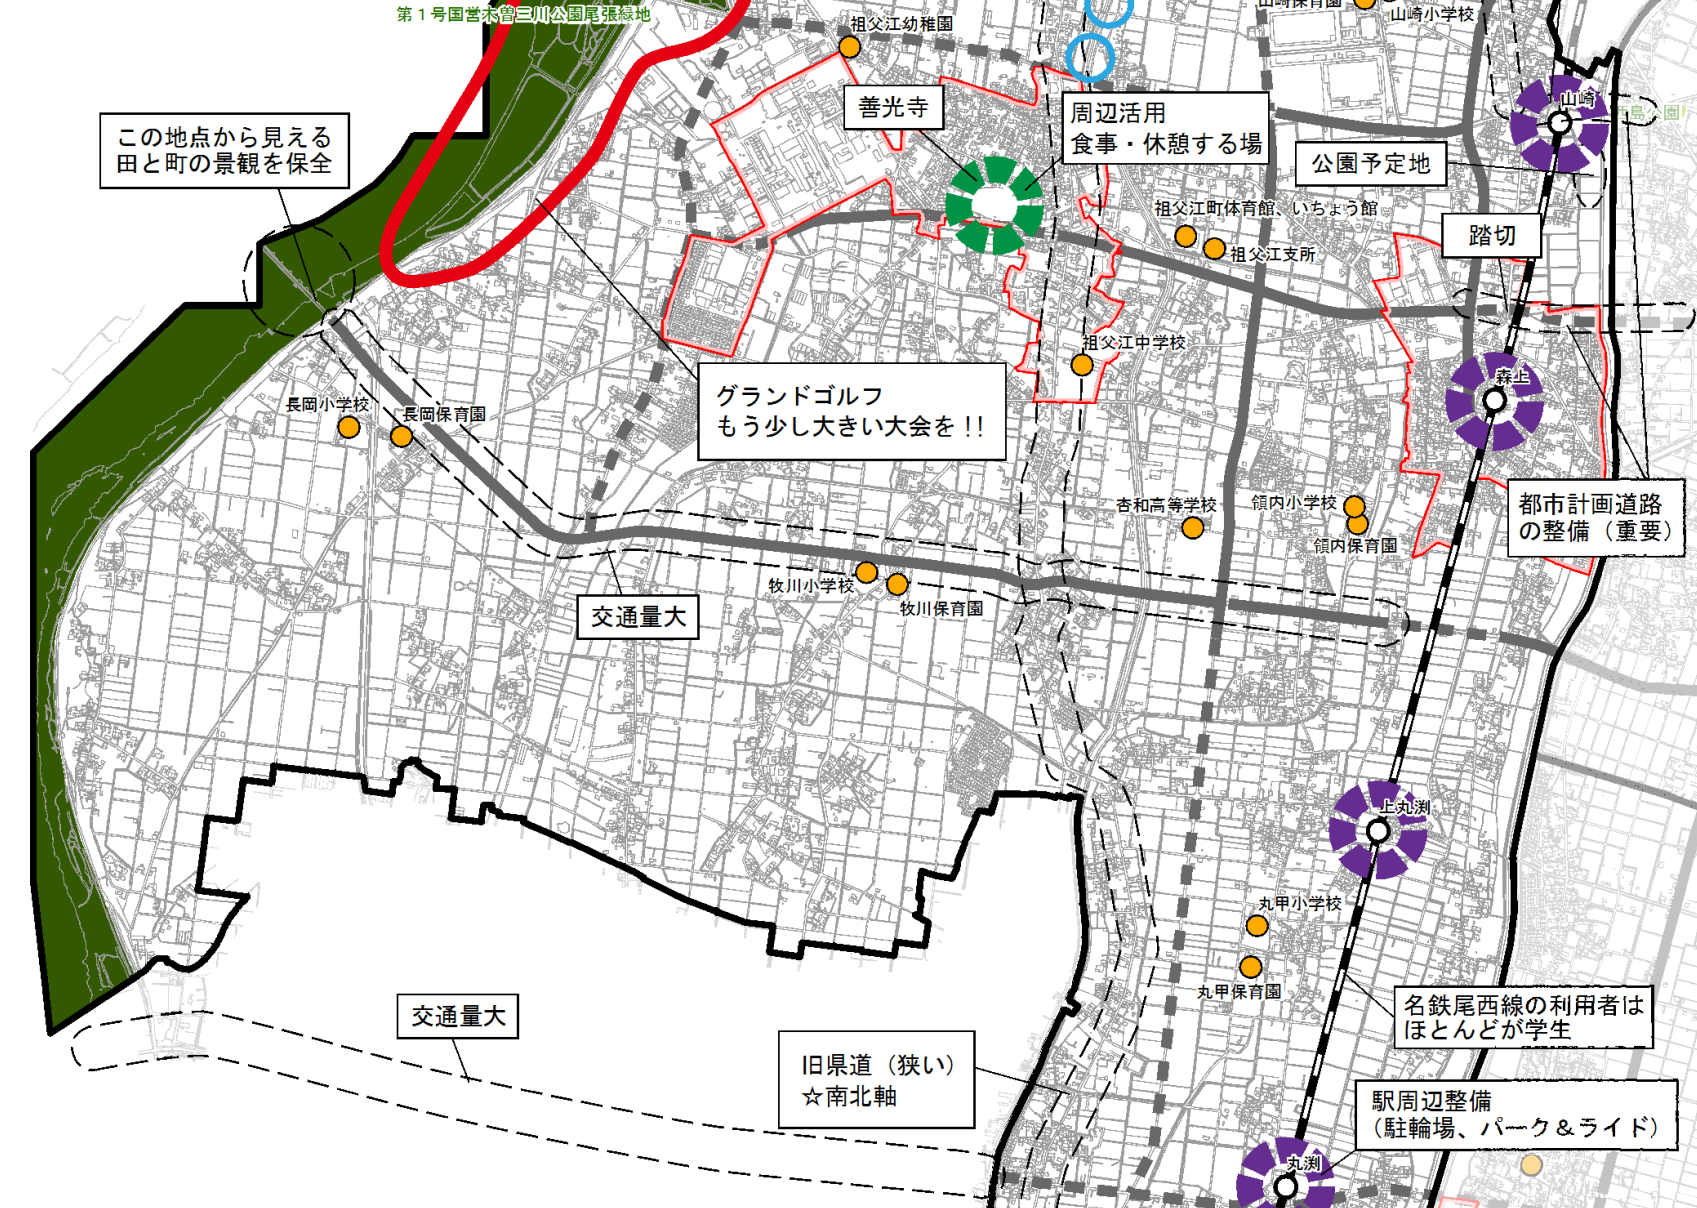 第１号国営木曽三川公園尾張緑地
祖父江幼稚園
山崎保育園
山崎小学校
この地点から見える
田と町の景観を保全
善光寺
周辺活用
食事・休憩する場
山崎
公園予定地
祖父江町体育館、いちょう館
祖父江支所
踏切
祖父江中学校
森上
グランドゴルフ
もう少し大きい大会を！！
長岡小学校
長岡保育園
杏和高等学校
領内小学校
領内保育園
都市計画道路
の整備（重要）
牧川小学校
牧川保育園
交通量大
上丸渕
丸甲小学校
丸甲保育園
交通量大
名鉄尾西線の利用者は
ほとんどが学生
旧県道（狭い）
☆南北軸
駅周辺整備
（駐輪場、パーク＆ライド）
丸渕